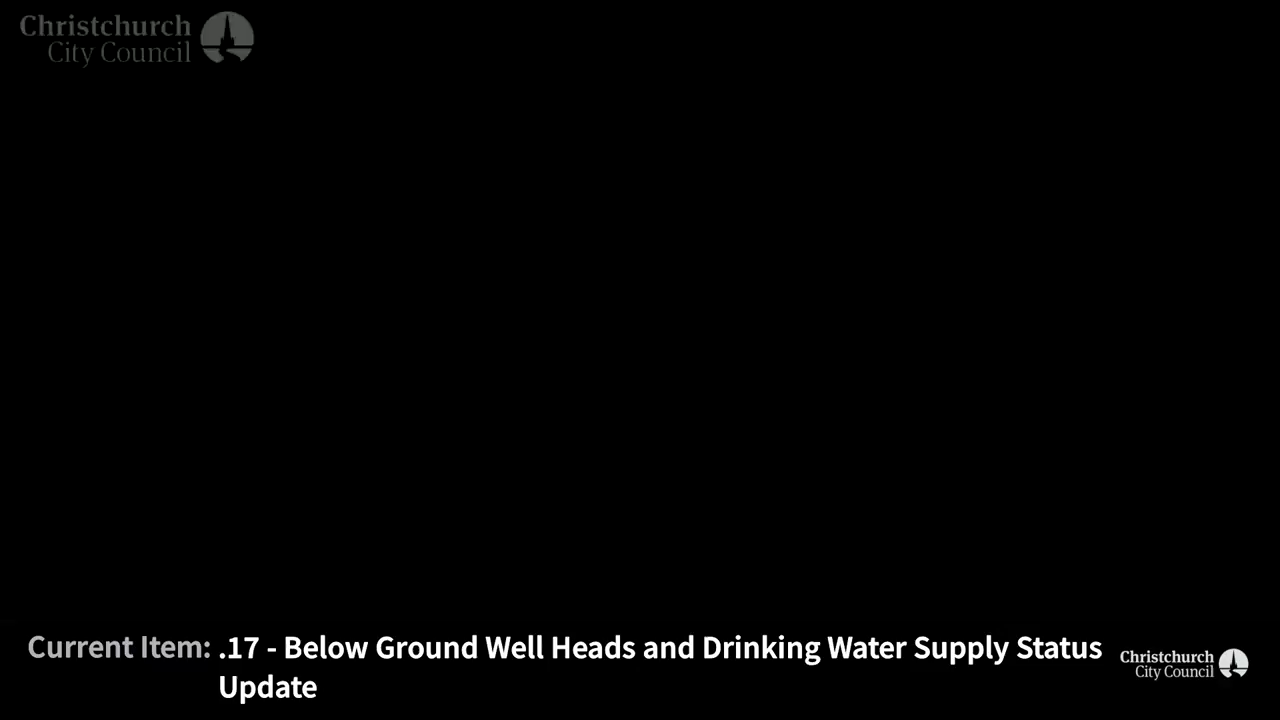 Christchurch
City Council
Current Item: .17 - Below Ground Well Heads and Drinking Water Supply Status
Update
Christchurch
City Council